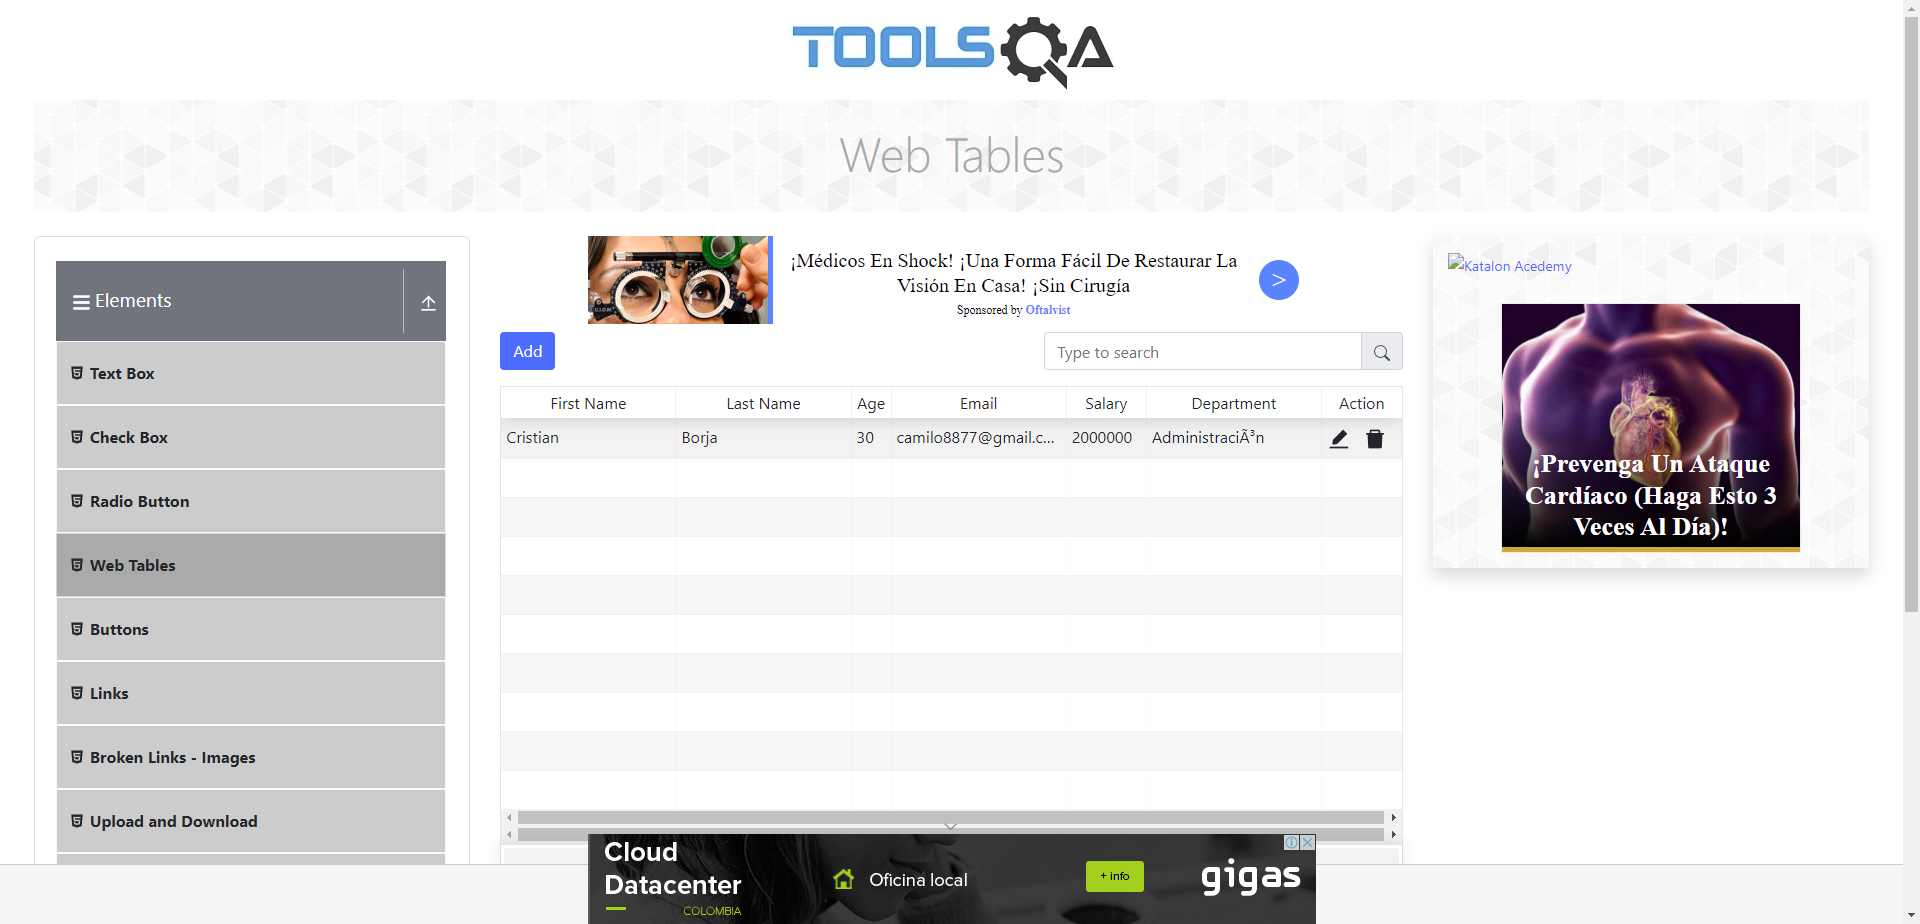 TOOLSQA
Web Tables
Elements
Text Box
Check Box
Radio Button
Web Tables
Buttons
Links
Broken Links - Images
Upload and Download
¡Médicos En Shock! ¡Una Forma Fácil De Restaurar La
Visión En Casa! ¡Sin Cirugía
Sponsored by Oftalvist
>
Add
Type to search
First Name Last Name Age Email Salary Department Action
Cristian Borja 30 camilo8877@gmail.c... 2000000 AdministraciÃ³n
Katalon Acedemy
¡Prevenga Un Ataque
Cardíaco (Haga Esto 3
Veces Al Día)!
Cloud
Datacenter
COLOMBIA
Oficina local
+ info
gigas